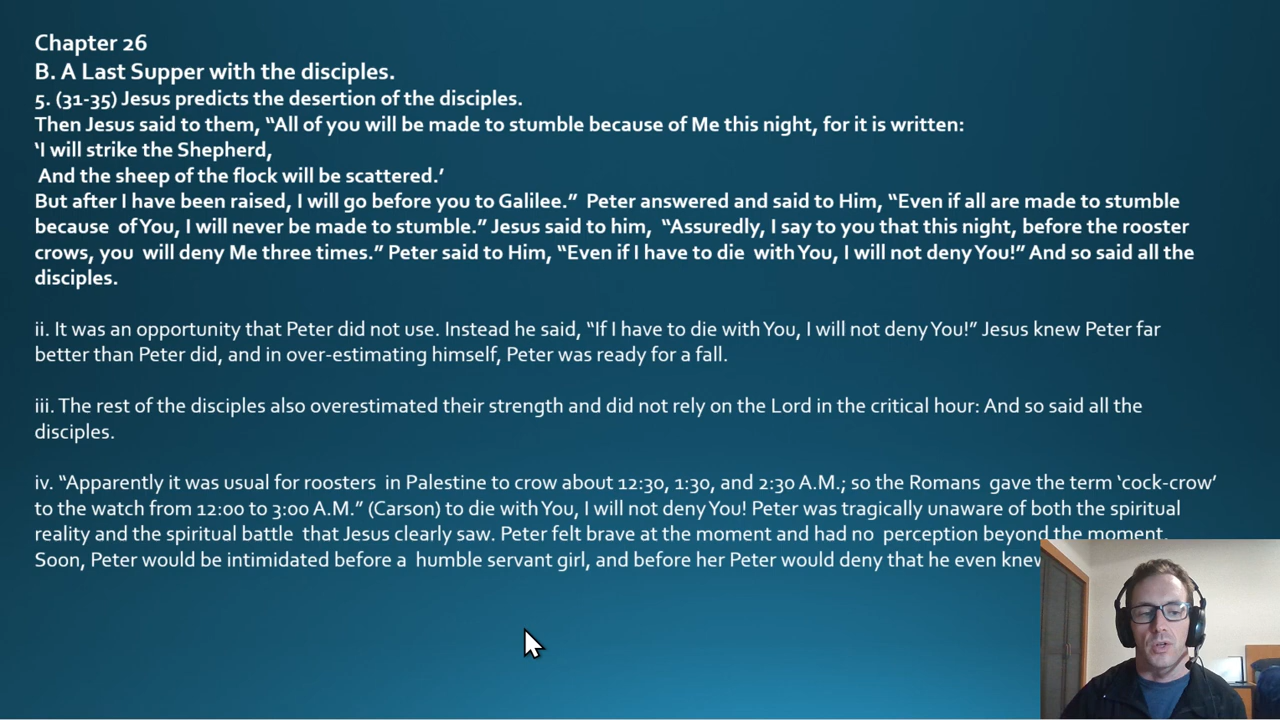 Chapter 26
B. A Last Supper with the disciples.
5. (31-35) Jesus predicts the desertion of the disciples.
Then Jesus said to them, “All of you will be made to stumble because of Me this night, for it is written:
‘I will strike the Shepherd,
And the sheep of the flock will be scattered.’
But after I have been raised, I will go before you to Galilee.” Peter answered and said to Him, “Even if all are made to stumble
because of You, I will never be made to stumble.” Jesus said to him, “Assuredly, I say to you that this night, before the rooster
crows, you will deny Me three times.” Peter said to Him, “Even if I have to die with You, I will not deny You!” And so said all the
disciples.
ii. It was an opportunity that Peter did not use. Instead he said, “If I have to die with You, I will not deny You!” Jesus knew Peter far
better than Peter did, and in over-estimating himself, Peter was ready for a fall.
iii. The rest of the disciples also overestimated their strength and did not rely on the Lord in the critical hour: And so said all the
disciples.
iv. “Apparently it was usual for roosters in Palestine to crow about 12:30, 1:30, and 2:30 A.M.; so the Romans gave the term ‘cock-crow’
to the watch from 12:00 to 3:00 A.M.” (Carson) to die with You, I will not deny You! Peter was tragically unaware of both the spiritual
reality and the spiritual battle that Jesus clearly saw. Peter felt brave at the moment and had no perception beyond the moment.
Soon, Peter would be intimidated before a humble servant girl, and before her Peter would deny that he even knew